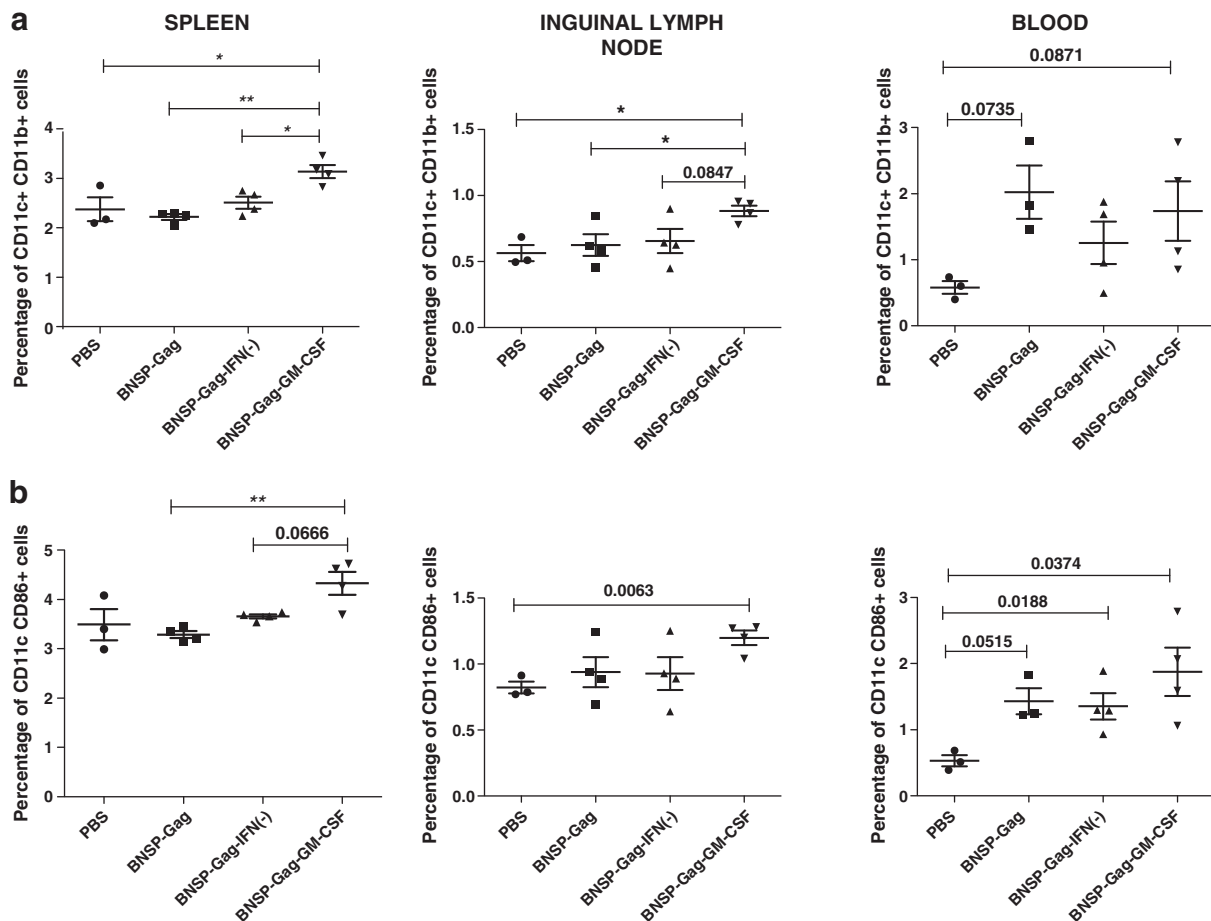 a
SPLEEN
INGUINAL LYMPH
NODE
BLOOD
Percentage of CD11c+ CD11b+ cells
4
3
2
1
0
*
**
*
PBS
BNSP-Gag
BNSP-Gag-IFN(-)
BNSP-Gag-GM-CSF
Percentage of CD11c+ CD11b+ cells
1.5
1.0
0.5
0.0
*
*
0.0847
PBS
BNSP-Gag
BNSP-Gag-IFN(-)
BNSP-Gag-GM-CSF
Percentage of CD11c+ CD11b+ cells
3
2
1
0
0.0871
0.0735
PBS
BNSP-Gag
BNSP-Gag-IFN(-)
BNSP-Gag-GM-CSF
b
Percentage of CD11c CD86+ cells
5
4
3
2
1
0
**
0.0666
PBS
BNSP-Gag
BNSP-Gag-IFN(-)
BNSP-Gag-GM-CSF
Percentage of CD11c CD86+ cells
1.5
1.0
0.5
0.0
0.0063
PBS
BNSP-Gag
BNSP-Gag-IFN(-)
BNSP-Gag-GM-CSF
Percentage of CD11c CD86+ cells
3
2
1
0
0.0374
0.0188
0.0515
PBS
BNSP-Gag
BNSP-Gag-IFN(-)
BNSP-Gag-GM-CSF